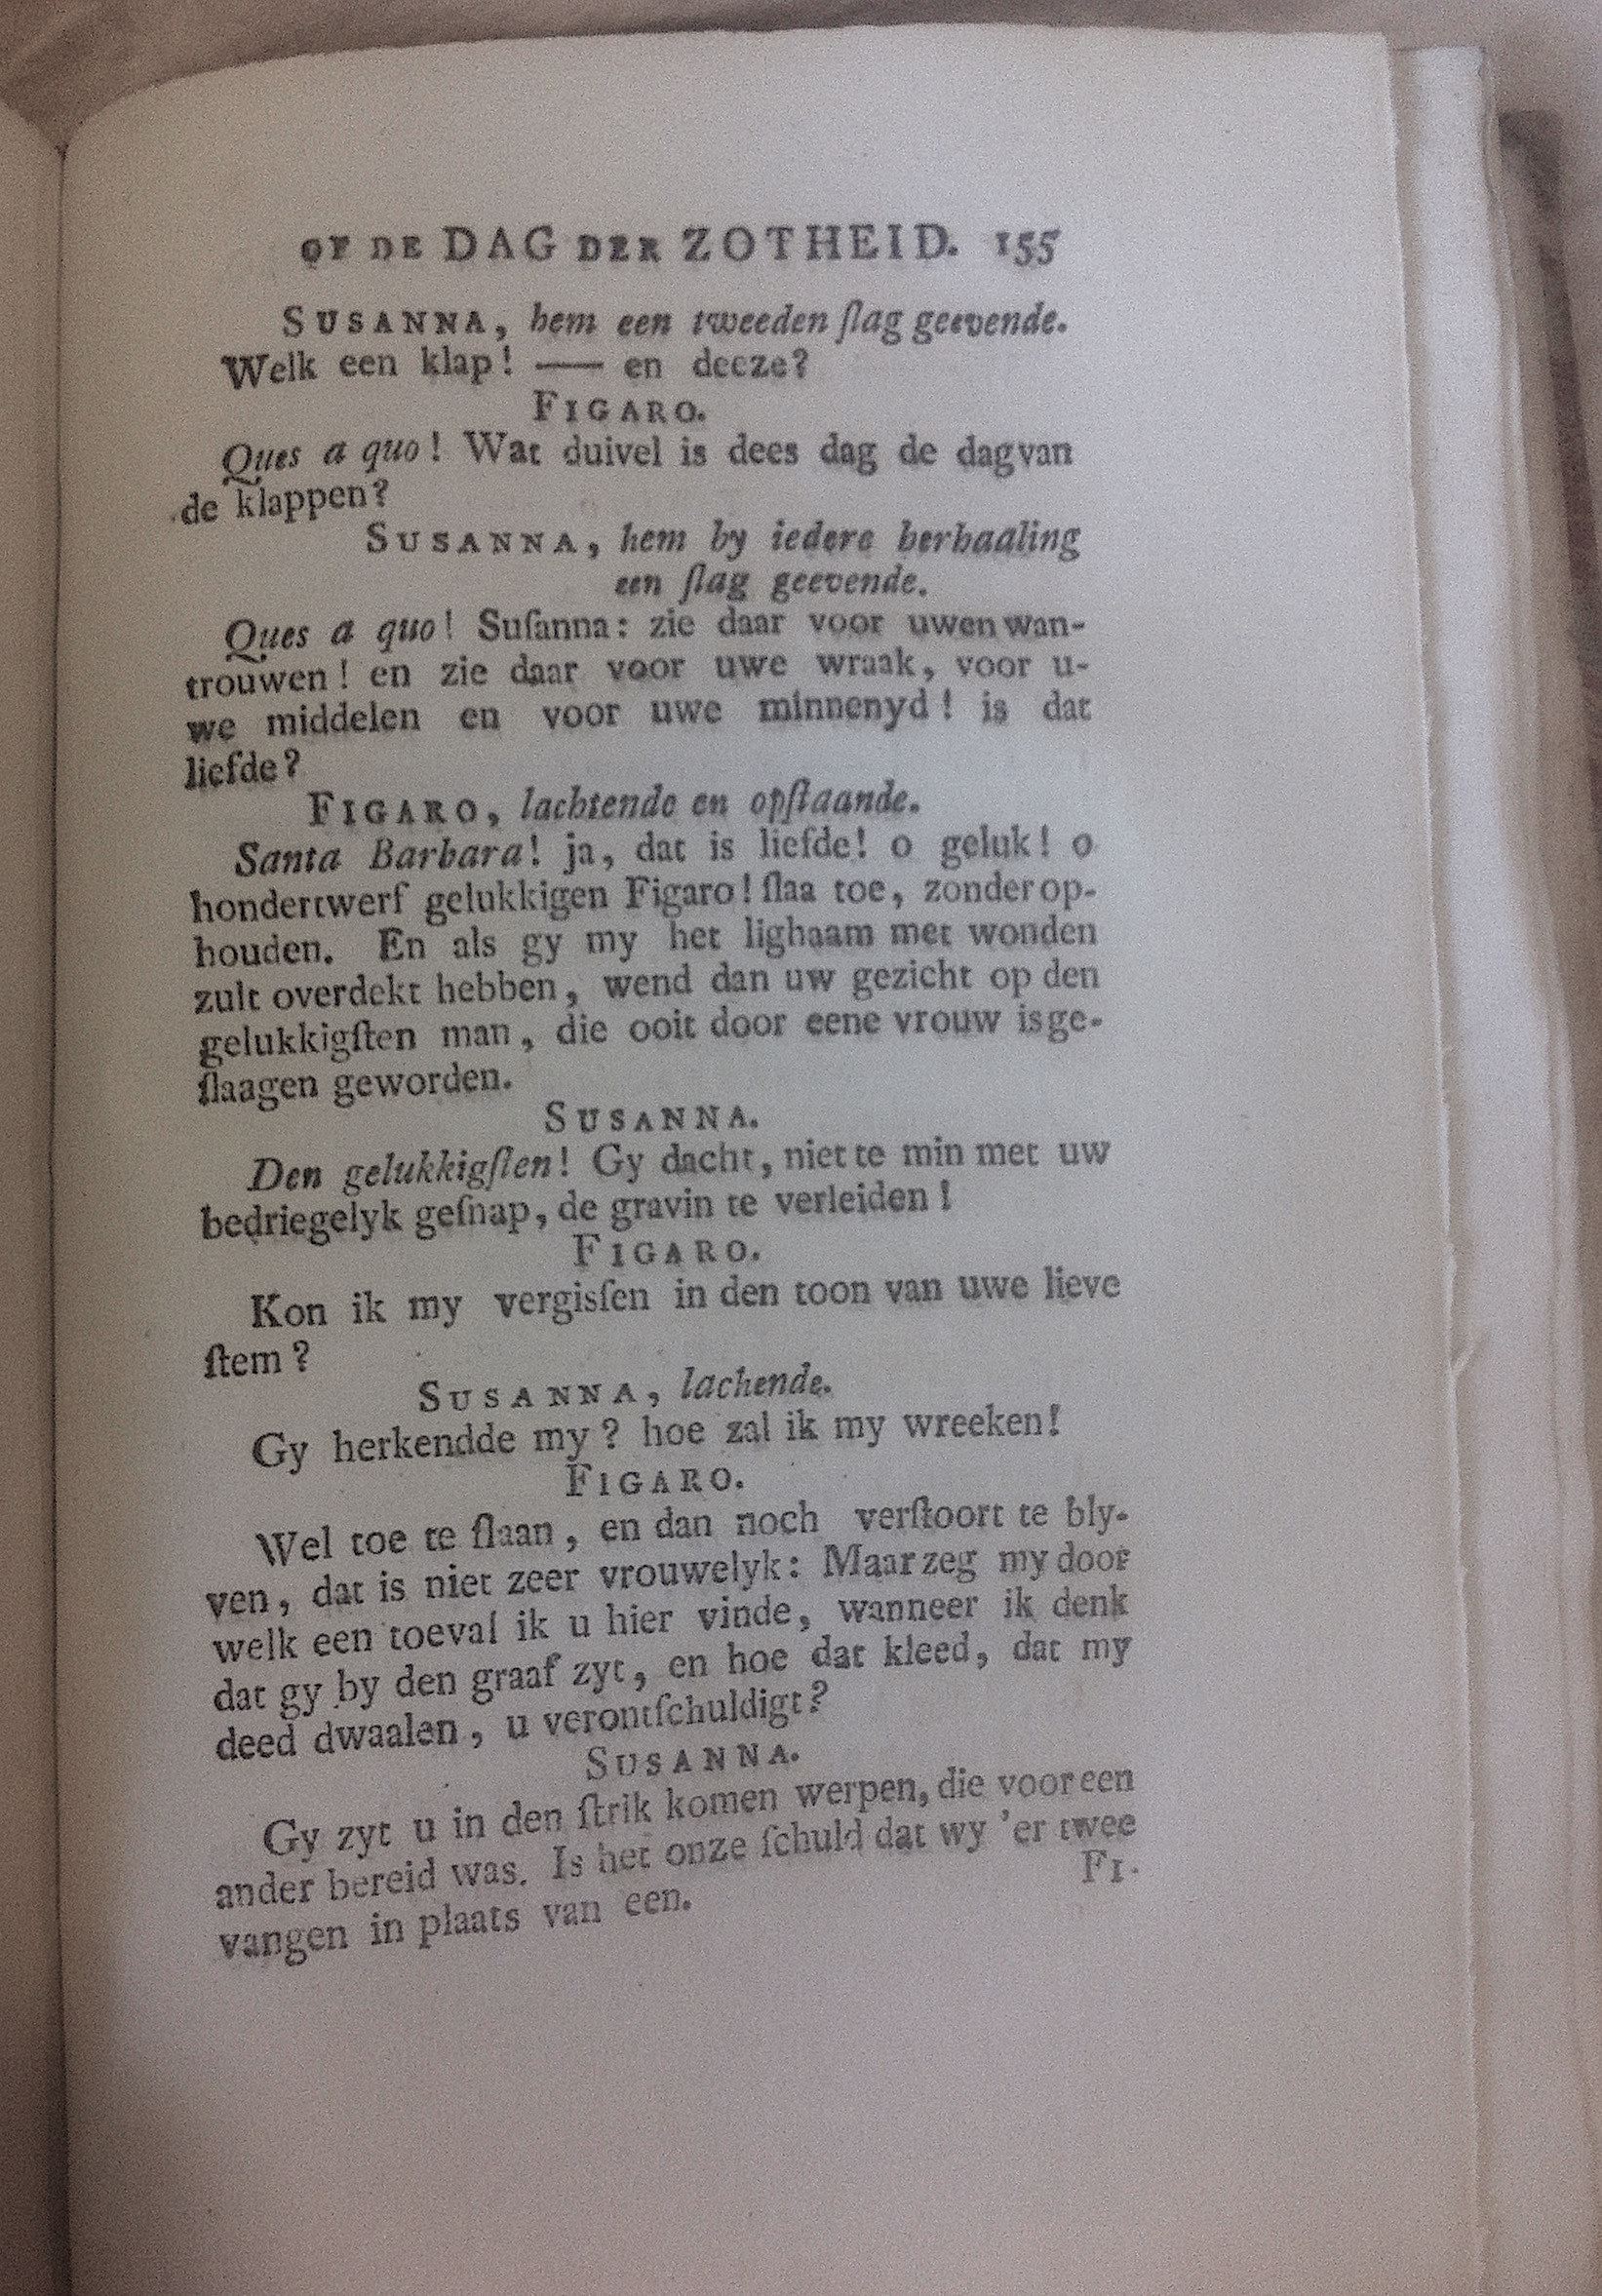 OF DE DAG DER ZOTHEID. 155
SUSANNA, hem een tweeden ſlag geevende.
Welk een klap! —— en deeze?
FIGARO.
Ques a quo! Wat duivel is dees dag de dag van
de klappen?
SUSANNA, hem by iedere herhaaling
een ſlag geevende.
Ques a quo! Suſanna: zie daar voor uwen wan-
trouwen! en zie daar voor uwe wraak, voor u-
we middelen en voor uwe minnenyd! is dat
liefde?
FIGARO, lachtende en opſtaande.
Santa Barbara! ja, dat is liefde! o geluk! o
hondertwerf gelukkigen Figaro! ſlaa toe, zonder op-
houden. En als gy my het lighaam met wonden
zult overdekt hebben, wend dan uw gezicht op den
gelukkigſten man, die ooit door eene vrouw is ge-
ſlaagen geworden.
SUSANNA.
Den gelukkigſten! Gy dacht, niet te min met uw
bedriegelyk geſnap, de gravin te verleiden!
FIGARO.
Kon ik my vergisſen in den toon van uwe lieve
ſtem?
SUSANNA, lachende.
Gy herkendde my? hoe zal ik my wreeken!
FIGARO.
Wel toe te ſlaan, en dan noch verſtoort te bly-
ven, dat is niet zeer vrouwelyk: Maar zeg my door
welk een toeval ik u hier vinde, wanneer ik denk
dat gy by den graaf zyt, en hoe dat kleed, dat my
deed dwaalen, u verontſchuldigt?
SUSANNA.
Gy zyt u in den ſtrik komen werpen, die voor een
ander bereid was. Is het onze ſchuld dat wy 'er twee
vangen in plaats van een.
FI-